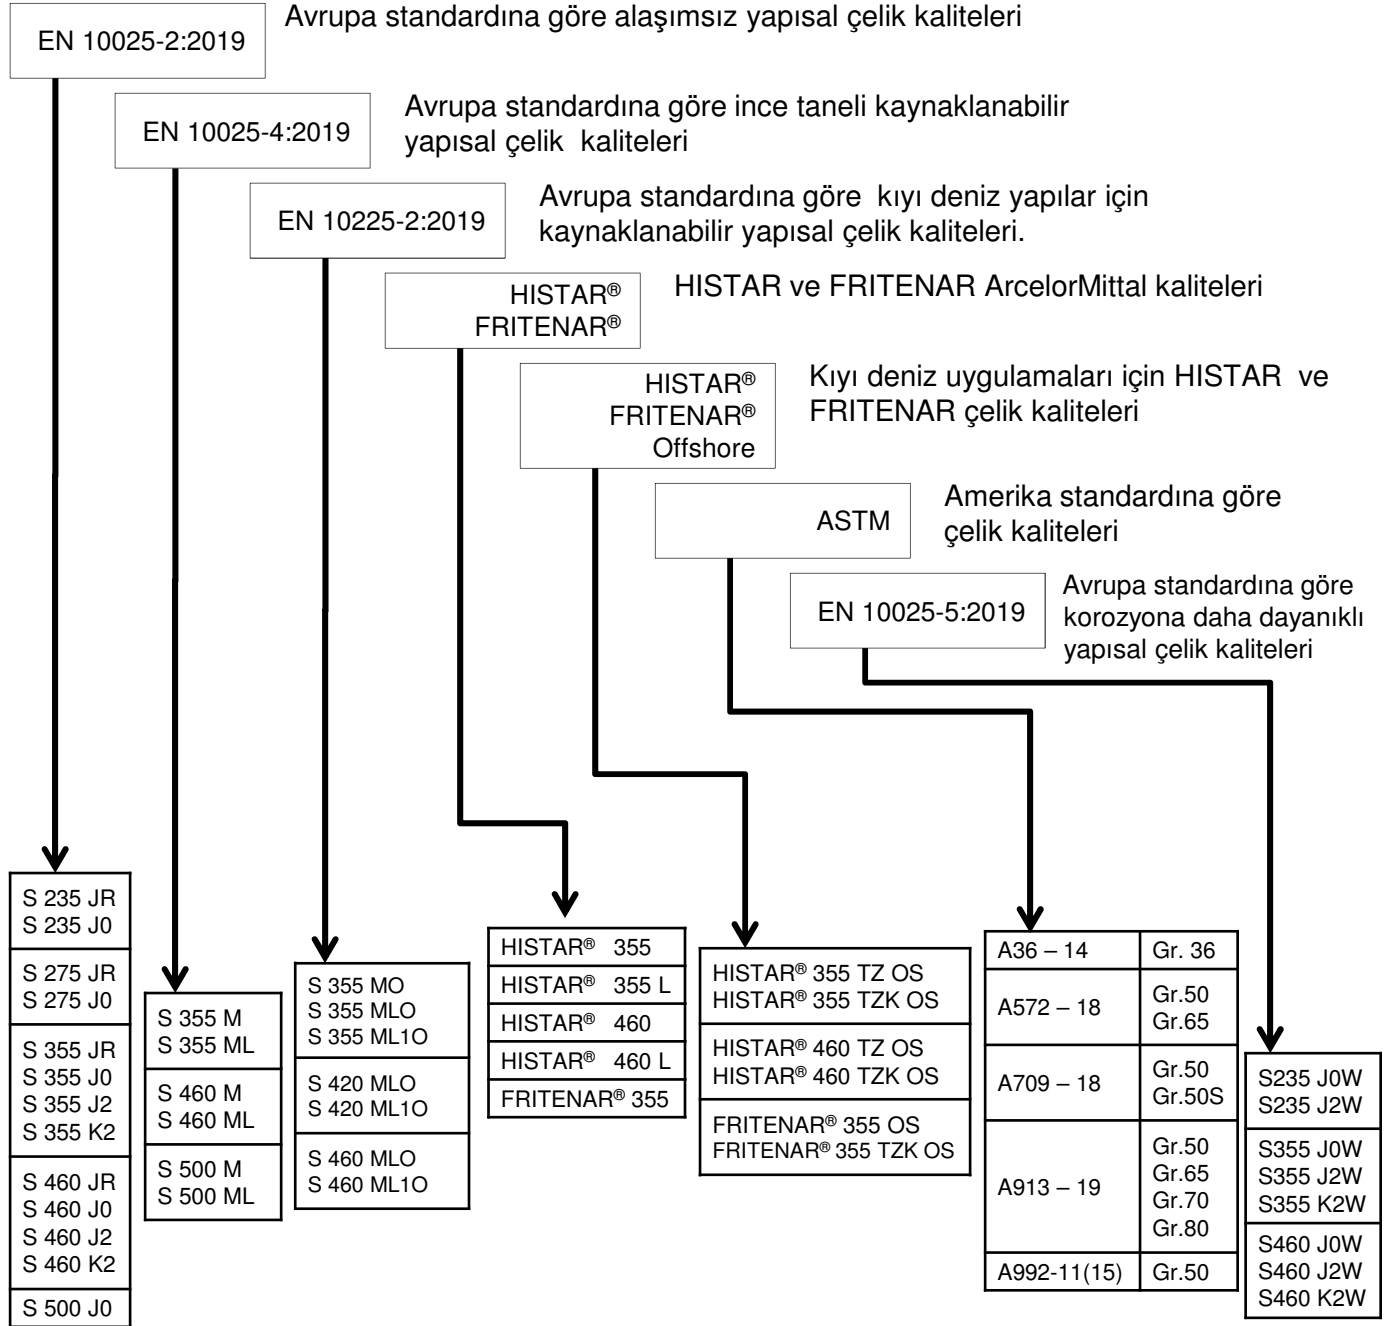 EN 10025-2:2019
Avrupa standardına göre alaşımsız yapısal çelik kaliteleri
EN 10025-4:2019
Avrupa standardına göre ince taneli kaynaklanabilir
yapısal çelik kaliteleri
EN 10225-2:2019
Avrupa standardına göre kıyı deniz yapılar için
kaynaklanabilir yapısal çelik kaliteleri.
HISTAR®
FRITENAR®
HISTAR ve FRITENAR ArcelorMittal kaliteleri
HISTAR®
FRITENAR®
Offshore
Kıyı deniz uygulamaları için HISTAR ve
FRITENAR çelik kaliteleri
ASTM
Amerika standardına göre
çelik kaliteleri
EN 10025-5:2019
Avrupa standardına göre
korozyona daha dayanıklı
yapısal çelik kaliteleri
S 235 JR
S 235 J0
S 275 JR
S 275 J0
S 355 JR
S 355 J0
S 355 J2
S 355 K2
S 460 JR
S 460 J0
S 460 J2
S 460 K2
S 500 J0
S 355 M
S 355 ML
S 460 M
S 460 ML
S 500 M
S 500 ML
S 355 MO
S 355 MLO
S 355 ML1O
S 420 MLO
S 420 ML1O
S 460 MLO
S 460 ML1O
HISTAR® 355
HISTAR® 355 L
HISTAR® 460
HISTAR® 460 L
FRITENAR® 355
HISTAR® 355 TZ OS
HISTAR® 355 TZK OS
HISTAR® 460 TZ OS
HISTAR® 460 TZK OS
FRITENAR® 355 OS
FRITENAR® 355 TZK OS
A36 – 14
Gr. 36
A572 – 18
Gr.50
Gr.65
A709 – 18
Gr.50
Gr.50S
A913 – 19
Gr.50
Gr.65
Gr.70
Gr.80
A992-11(15)
Gr.50
S235 J0W
S235 J2W
S355 J0W
S355 J2W
S355 K2W
S460 J0W
S460 J2W
S460 K2W